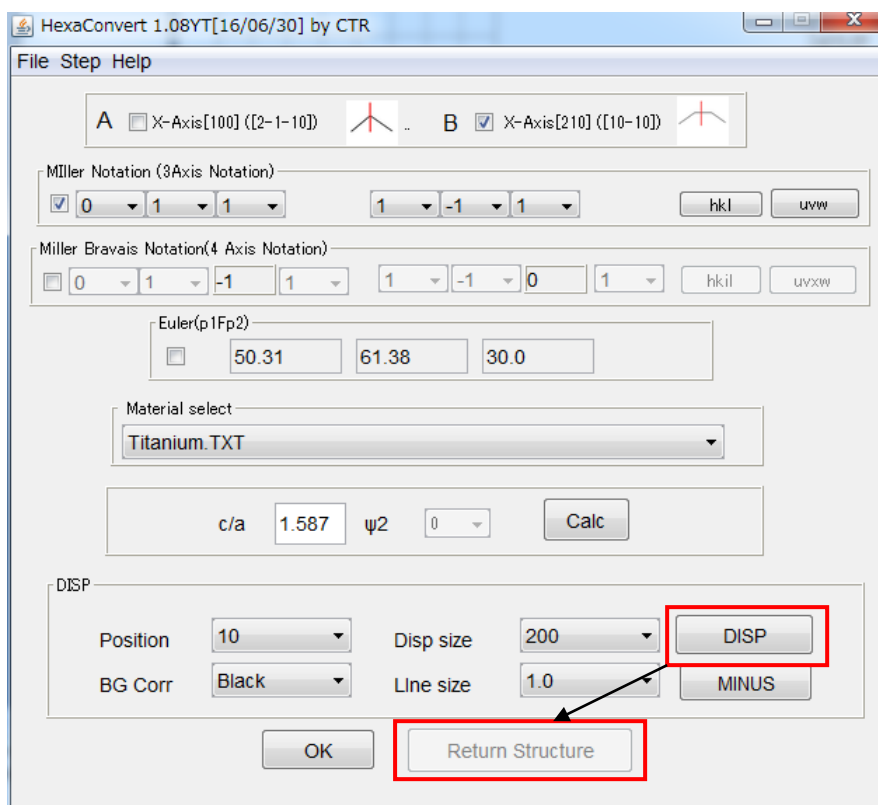 HexaConvert 1.08YT[16/06/30] by CTR
File Step Help
A X-Axis[100] ([2-1-10]) .. B X-Axis[210] ([10-10])
MIller Notation (3Axis Notation)
0 1 1 1 -1 1 hkl uvw
Miller Bravais Notation(4 Axis Notation)
0 1 -1 1 1 -1 0 1 hkil uvxw
Euler(p1Fp2)
50.31 61.38 30.0
Material select
Titanium.TXT
c/a 1.587 ψ2 0 Calc
DISP
Position 10 Disp size 200 DISP
BG Corr Black LIne size 1.0 MINUS
OK Return Structure